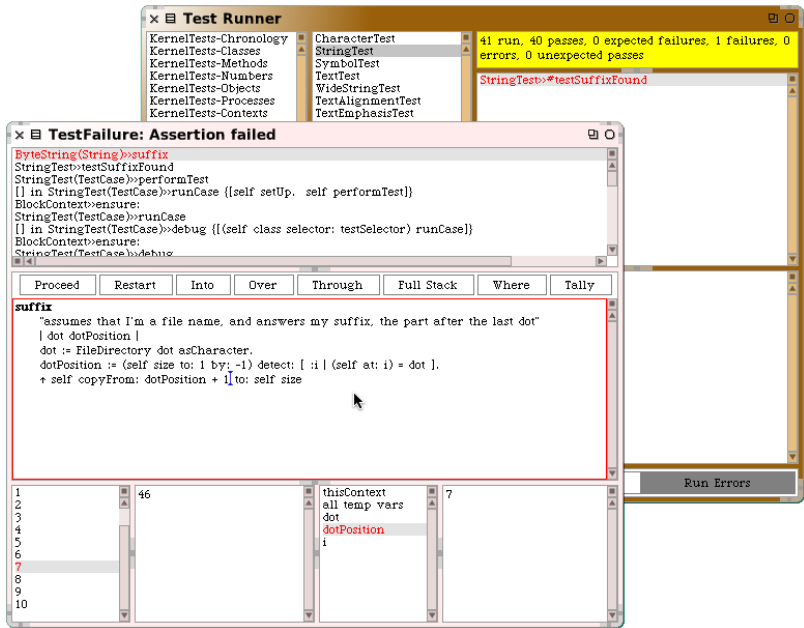 Test Runner
KernelTests-Chronology
KernelTests-Classes
KernelTests-Methods
KernelTests-Numbers
KernelTests-Objects
KernelTests-Processes
KernelTests-Contexts
CharacterTest
StringTest
SymbolTest
TextTest
WideStringTest
TextAlignmentTest
TextEmphasisTest
41 run, 40 passes, 0 expected failures, 1 failures, 0
errors, 0 unexpected passes
StringTest»#testSuffixFound
TestFailure: Assertion failed
ByteString(String)»suffix
StringTest»testSuffixFound
StringTest(TestCase)»performTest
[] in StringTest(TestCase)»runCase {[self setUp.  self performTest]}
BlockContext»ensure:
StringTest(TestCase)»runCase
[] in StringTest(TestCase)»debug {[(self class selector: testSelector) runCase]}
BlockContext»ensure:
StringTest(TestCase)»debug
Proceed
Restart
Into
Over
Through
Full Stack
Where
Tally
suffix
"assumes that I'm a file name, and answers my suffix, the part after the last dot"
| dot dotPosition |
dot := FileDirectory dot asCharacter.
dotPosition := (self size to: 1 by: -1) detect: [ :i | (self at: i) = dot ].
↑ self copyFrom: dotPosition + 1 to: self size
1
2
3
4
5
6
7
8
9
10
46
thisContext
all temp vars
dot
dotPosition
i
7
Run Errors